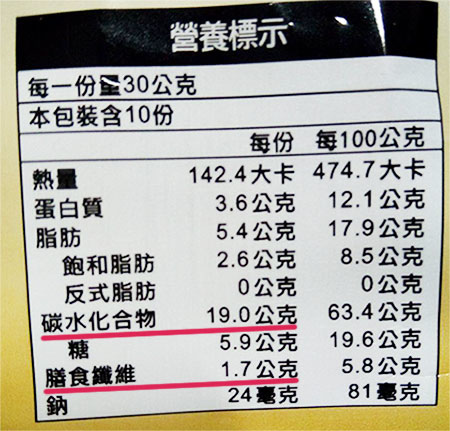 營養標示
每一份量30公克
本包裝含10份
每份 每100公克
熱量 142.4大卡 474.7大卡
蛋白質 3.6公克 12.1公克
脂肪 5.4公克 17.9公克
飽和脂肪 2.6公克 8.5公克
反式脂肪 0公克 0公克
碳水化合物 19.0公克 63.4公克
糖 5.9公克 19.6公克
膳食纖維 1.7公克 5.8公克
鈉 24毫克 81毫克